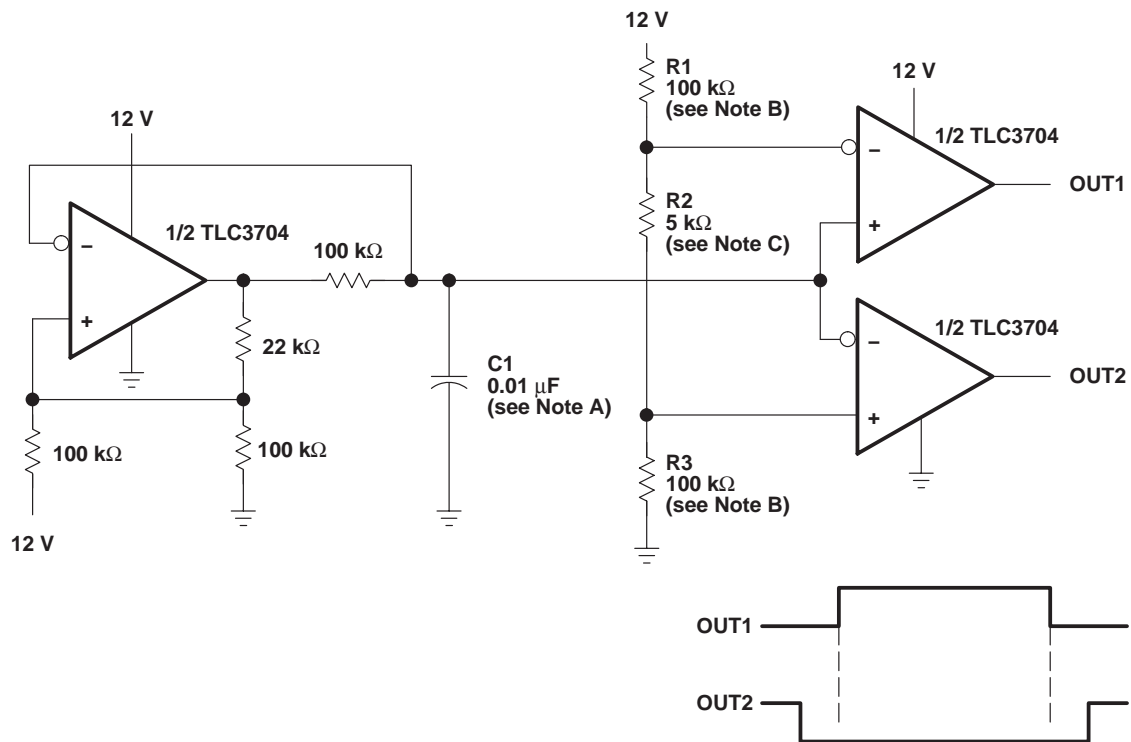 12 V
R1
100 kΩ
(see Note B)
12 V
12 V
1/2 TLC3704
−
+
OUT1
R2
5 kΩ
(see Note C)
1/2 TLC3704
−
+
100 kΩ
22 kΩ
1/2 TLC3704
−
+
OUT2
C1
0.01 μF
(see Note A)
100 kΩ
100 kΩ
R3
100 kΩ
(see Note B)
12 V
OUT1
OUT2